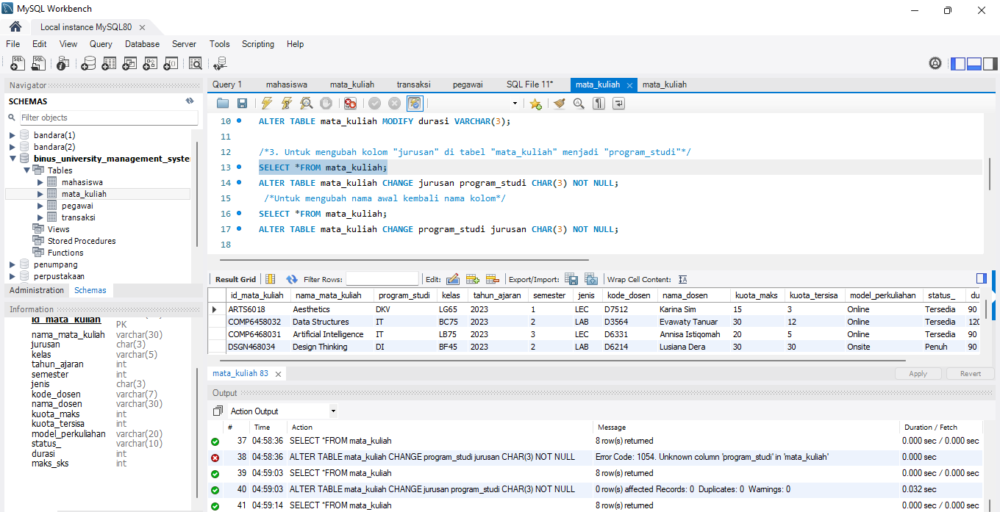 MySQL Workbench
Local instance MySQL80
File Edit View Query Database Server Tools Scripting Help
Navigator
SCHEMAS
Filter objects
bandara(1)
bandara(2)
binus_university_management_syste
Tables
mahasiswa
mata_kuliah
pegawai
transaksi
Views
Stored Procedures
Functions
penumpang
perpustakaan
Administration Schemas
Information
id_mata_kuliah PK
nama_mata_kuliah varchar(30)
jurusan char(3)
kelas varchar(5)
tahun_ajaran int
semester int
jenis char(3)
kode_dosen varchar(7)
nama_dosen varchar(30)
kuota_maks int
kuota_tersisa int
model_perkuliahan varchar(20)
status_ varchar(10)
durasi int
maks_sks int
Query 1 mahasiswa mata_kuliah transaksi pegawai SQL File 11* mata_kuliah mata_kuliah
10 ALTER TABLE mata_kuliah MODIFY durasi VARCHAR(3);
11
12 /*3. Untuk mengubah kolom "jurusan" di tabel "mata_kuliah" menjadi "program_studi"*/
13 SELECT *FROM mata_kuliah;
14 ALTER TABLE mata_kuliah CHANGE jurusan program_studi CHAR(3) NOT NULL;
15 /*Untuk mengubah nama awal kembali nama kolom*/
16 SELECT *FROM mata_kuliah;
17 ALTER TABLE mata_kuliah CHANGE program_studi jurusan CHAR(3) NOT NULL;
18
Result Grid Filter Rows: Edit: Export/Import: Wrap Cell Content:
id_mata_kuliah nama_mata_kuliah program_studi kelas tahun_ajaran semester jenis kode_dosen nama_dosen kuota_maks kuota_tersisa model_perkuliahan status_ du
ARTS6018 Aesthetics DKV LG65 2023 1 LEC D7512 Karina Sim 15 3 Online Tersedia 90
COMP6458032 Data Structures IT BC75 2023 2 LAB D3564 Evawaty Tanuar 30 12 Online Tersedia 120
COMP6468031 Artificial Intelligence IT LB75 2023 3 LEC D6331 Annisa Istiqomah 20 5 Online Tersedia 90
DSGN468034 Design Thinking DI BF45 2023 2 LAB D6214 Lusiana Dera 30 30 Onsite Penuh 90
mata_kuliah 83 Apply Revert
Output
Action Output
# Time Action Message Duration / Fetch
37 04:58:36 SELECT *FROM mata_kuliah 8 row(s) returned 0.000 sec / 0.000 sec
38 04:58:36 ALTER TABLE mata_kuliah CHANGE program_studi jurusan CHAR(3) NOT NULL Error Code: 1054. Unknown column 'program_studi' in 'mata_kuliah' 0.000 sec
39 04:59:03 SELECT *FROM mata_kuliah 8 row(s) returned 0.000 sec / 0.000 sec
40 04:59:03 ALTER TABLE mata_kuliah CHANGE jurusan program_studi CHAR(3) NOT NULL 0 row(s) affected Records: 0 Duplicates: 0 Warnings: 0 0.032 sec
41 04:59:14 SELECT *FROM mata_kuliah 8 row(s) returned 0.000 sec / 0.000 sec